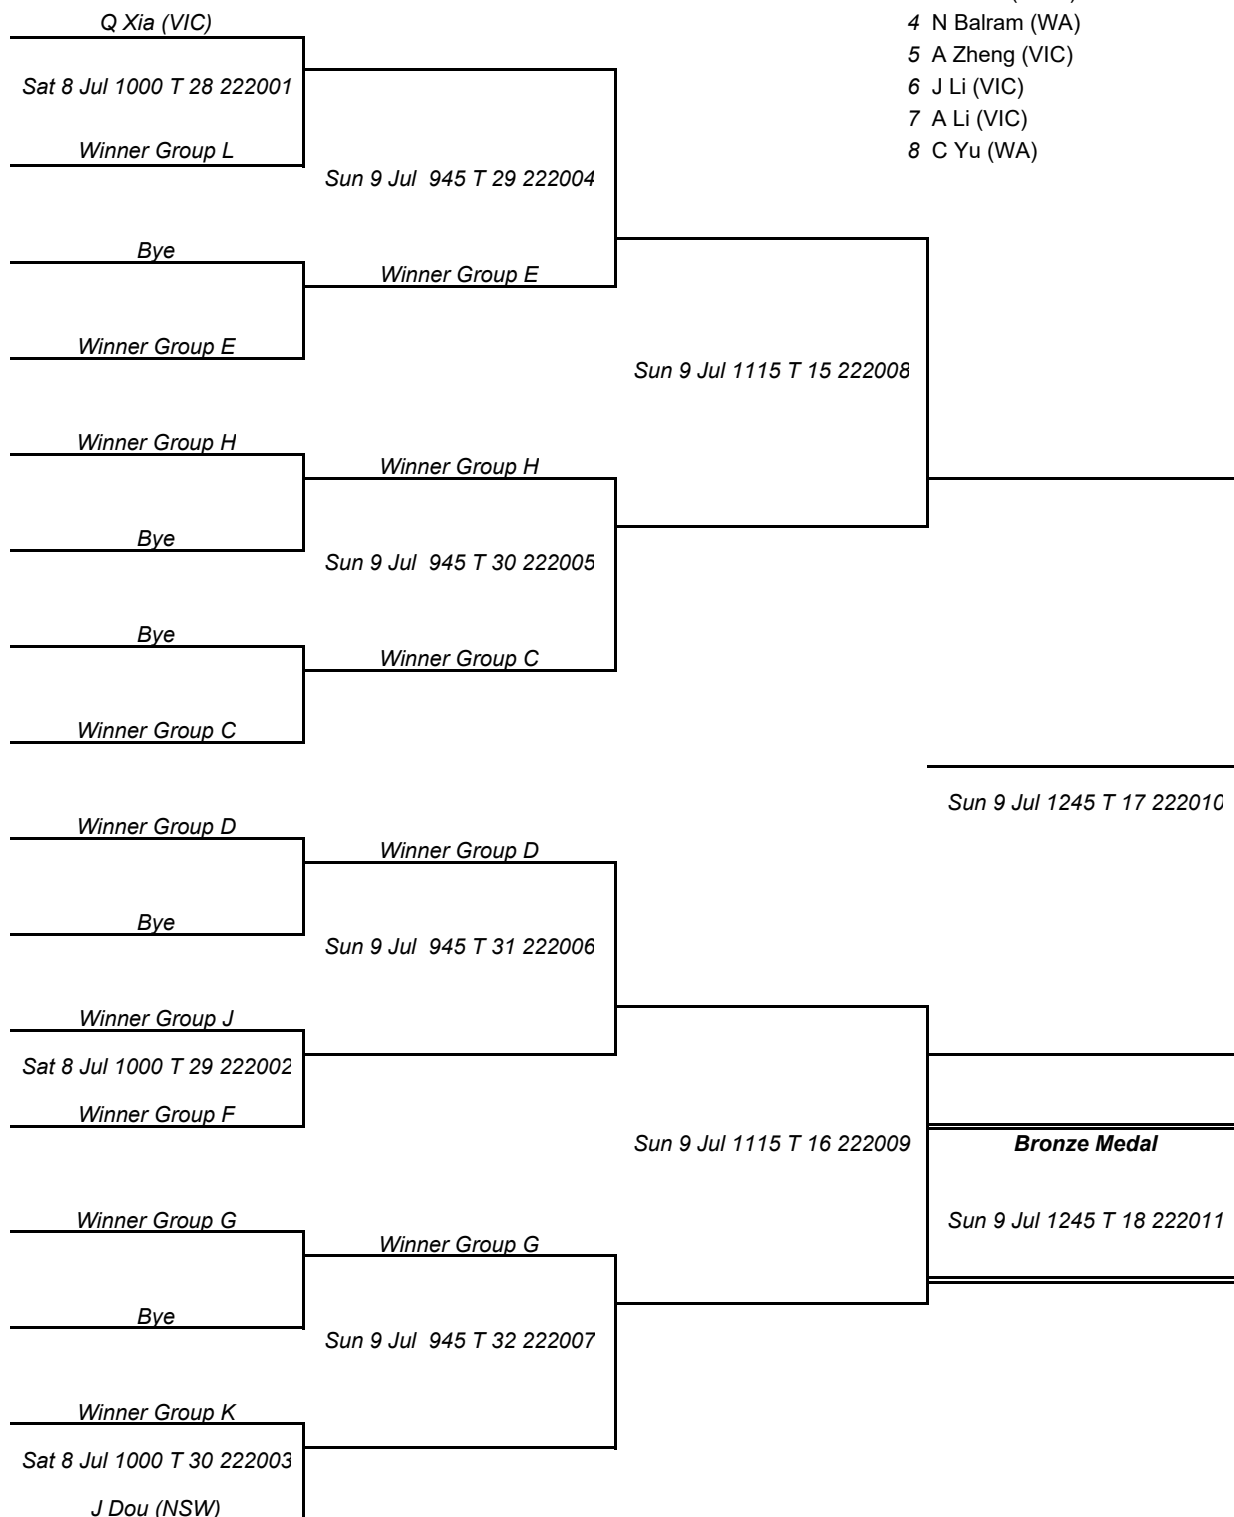 Q Xia (VIC)
4 N Balram (WA)
5 A Zheng (VIC)
Sat 8 Jul 1000 T 28 222001
6 J Li (VIC)
7 A Li (VIC)
Winner Group L
8 C Yu (WA)
Sun 9 Jul 945 T 29 222004
Bye
Winner Group E
Winner Group E
Sun 9 Jul 1115 T 15 222008
Winner Group H
Winner Group H
Bye
Sun 9 Jul 945 T 30 222005
Bye
Winner Group C
Winner Group C
Sun 9 Jul 1245 T 17 222010
Winner Group D
Winner Group D
Bye
Sun 9 Jul 945 T 31 222006
Winner Group J
Sat 8 Jul 1000 T 29 222002
Winner Group F
Sun 9 Jul 1115 T 16 222009
Bronze Medal
Winner Group G
Sun 9 Jul 1245 T 18 222011
Winner Group G
Bye
Sun 9 Jul 945 T 32 222007
Winner Group K
Sat 8 Jul 1000 T 30 222003
J Dou (NSW)